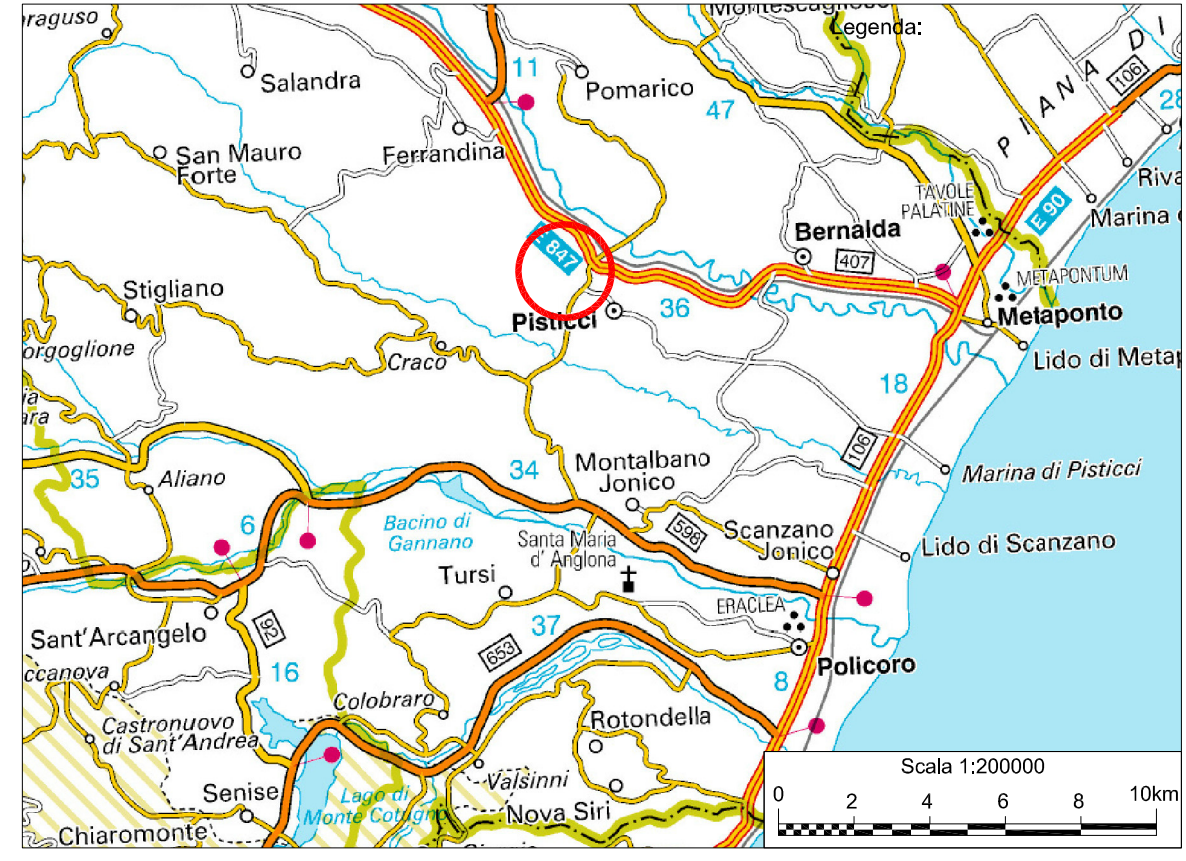 Legenda:
11
Salandra
Pomarico
106
28
47
PIANA DI
San Mauro
Forte
Ferrandina
TAVOLE
PALATINE
E 90
Riva
Marina
Bernalda
407
E 847
METAPONTUM
Stigliano
36
Pisticci
Metaponto
Craco
Lido di Metap
18
106
34
Montalbano
Jonico
Marina di Pisticci
35
Aliano
6
Bacino di
Gannano
598
Santa Maria
d' Anglona
Scanzano
Jonico
Lido di Scanzano
Tursi
ERACLEA
Sant'Arcangelo
92
37
653
Policoro
16
8
Colobraro
Castronuovo
di Sant'Andrea
Rotondella
Valsinni
Senise
Lago di
Monte Cotugno
Nova Siri
Chiaromonte
Scala 1:200000
0 2 4 6 8 10km